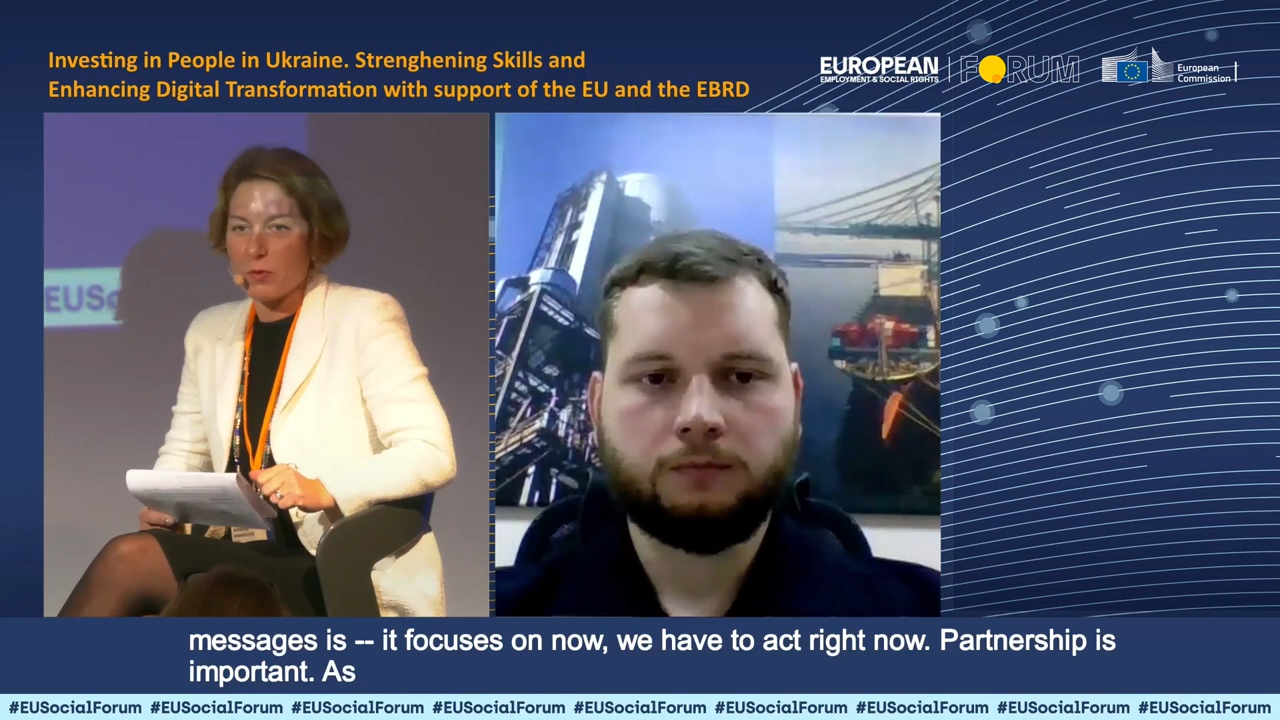 Investing in People in Ukraine. Strenghening Skills and
Enhancing Digital Transformation with support of the EU and the EBRD
EUROPEAN
EMPLOYMENT & SOCIAL RIGHTS
FORUM
European
Commission
#EUSo
messages is -- it focuses on now, we have to act right now. Partnership is
important. As
#EUSocialForum #EUSocialForum #EUSocialForum #EUSocialForum #EUSocialForum #EUSocialForum #EUSocialForum #EUSocialForum #EUSocialForum